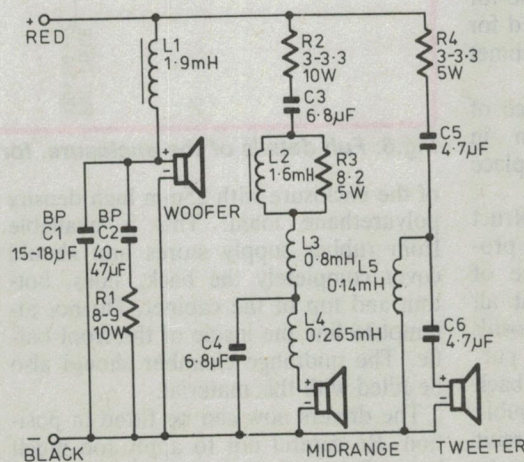 +
RED
L1
1·9mH
R2
3-3·3
10W
C3
6·8µF
R4
3-3·3
5W
C5
4·7µF
+
-
WOOFER
L2
1·6mH
R3
8·2
5W
BP
C1
15-18µF
BP
C2
40-
47µF
R1
8-9
10W
L3
0·8mH
L5
0·14mH
C4
6·8µF
L4
0·265mH
C6
4·7µF
+
-
+
-
-
BLACK
MIDRANGE
TWEETER